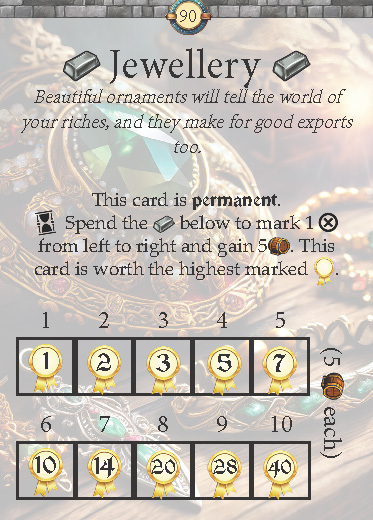 90
Jewellery
Beautiful ornaments will tell the world of
your riches, and they make for good exports
too.
This card is permanent.
Spend the below to mark 1
from left to right and gain 5. This
card is worth the highest marked .
1 2 3 4 5
1 2 3 5 7
(5 each)
6 7 8 9 10
10 14 20 28 40